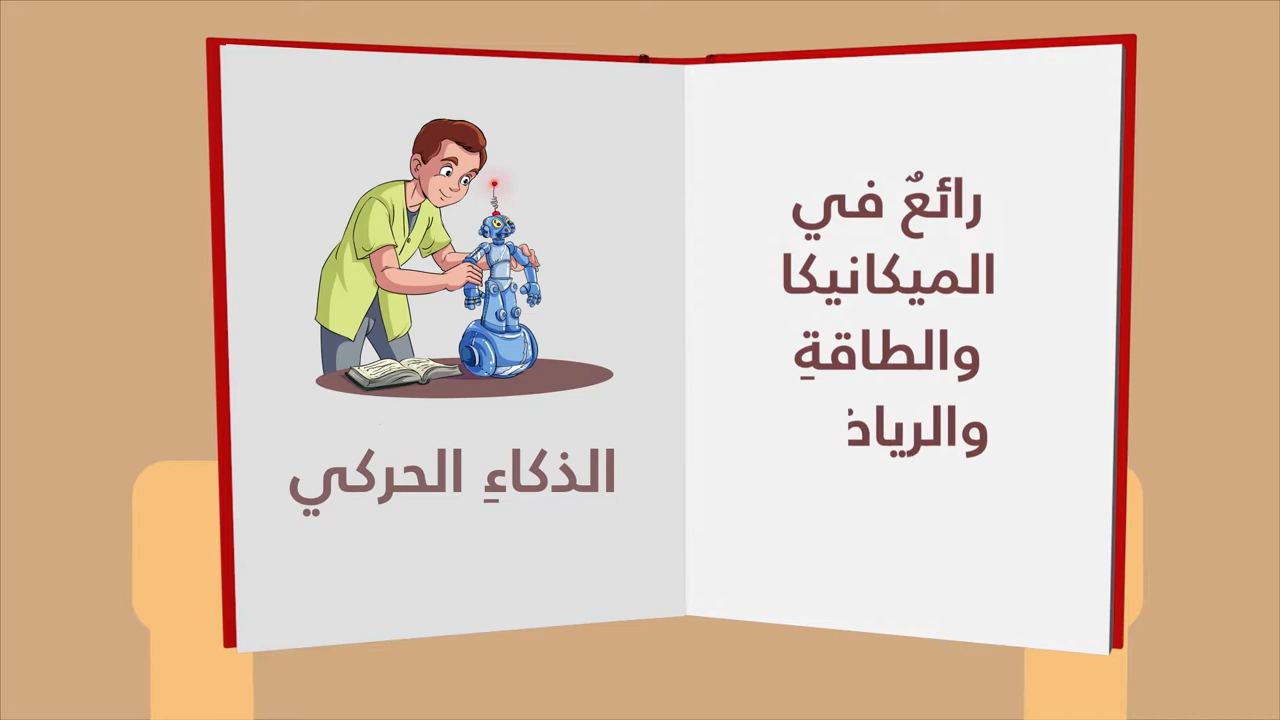 رائعٌ في
الميكانيكا
والطاقةِ
الذكاءِ الحركي